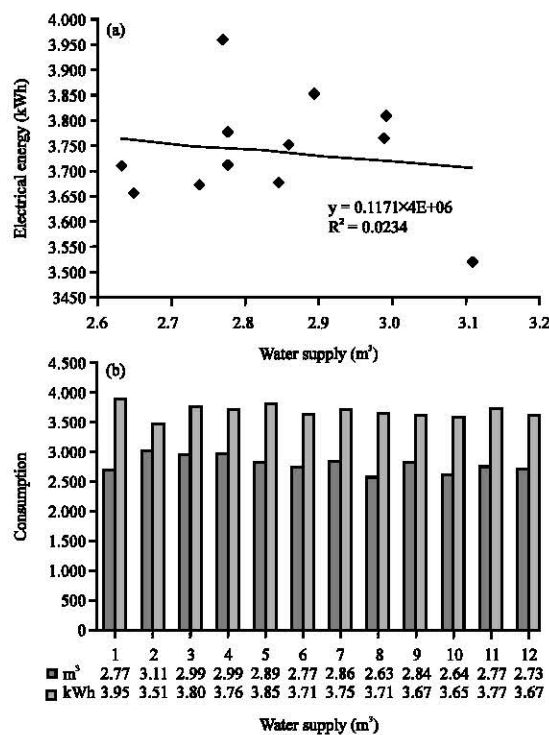 (a)
4.000
3.950
3.900
3.850
3.800
3.750
3.700
3.650
3.600
3.550
3.500
3450
Electrical energy (kWh)
y = 0.1171×4E+06
R² = 0.0234
2.6 2.7 2.8 2.9 3.0 3.1 3.2
Water supply (m³)
(b)
4.500
4.000
3.500
3.000
2.500
2.000
1.500
1.000
500
0
Consumption
1 2 3 4 5 6 7 8 9 10 11 12
m³ 2.77 3.11 2.99 2.99 2.89 2.77 2.86 2.63 2.84 2.64 2.77 2.73
kWh 3.95 3.51 3.80 3.76 3.85 3.71 3.75 3.71 3.67 3.65 3.77 3.67
Water supply (m³)